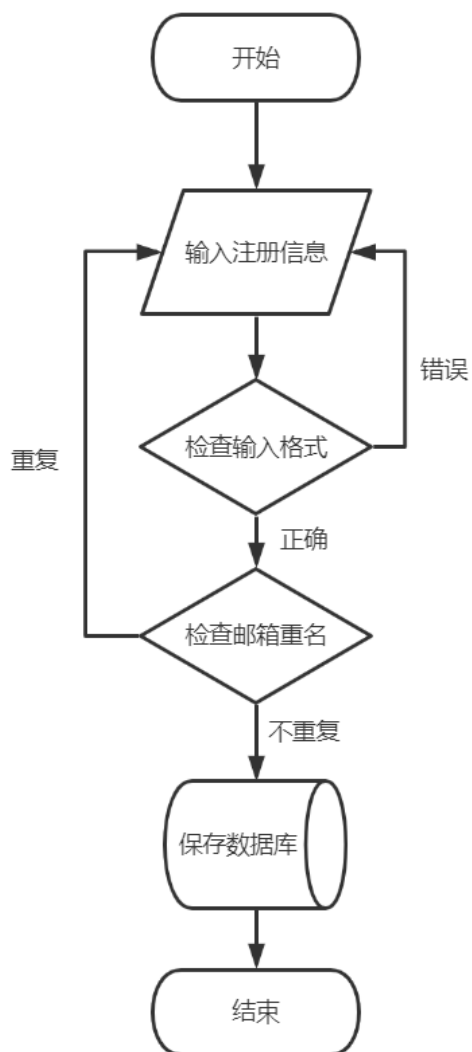 开始
输入注册信息
错误
检查输入格式
重复
正确
检查邮箱重名
不重复
保存数据库
结束